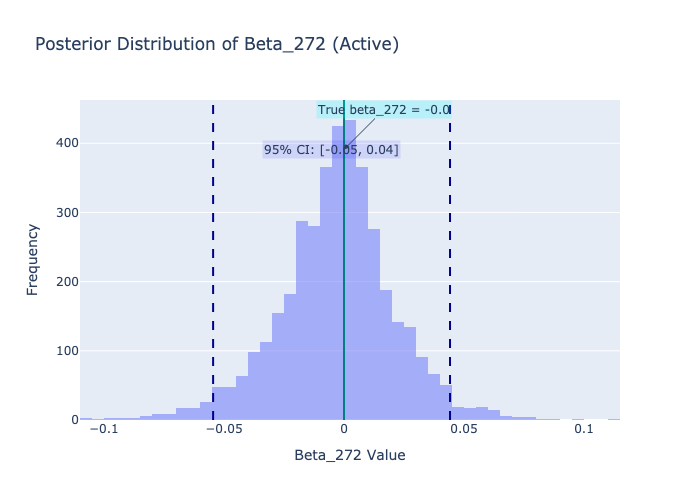 Posterior Distribution of Beta_272 (Active)
True beta_272 = -0.0
95% CI: [-0.05, 0.04]
Frequency
400
300
200
100
0
−0.1 −0.05 0 0.05 0.1
Beta_272 Value